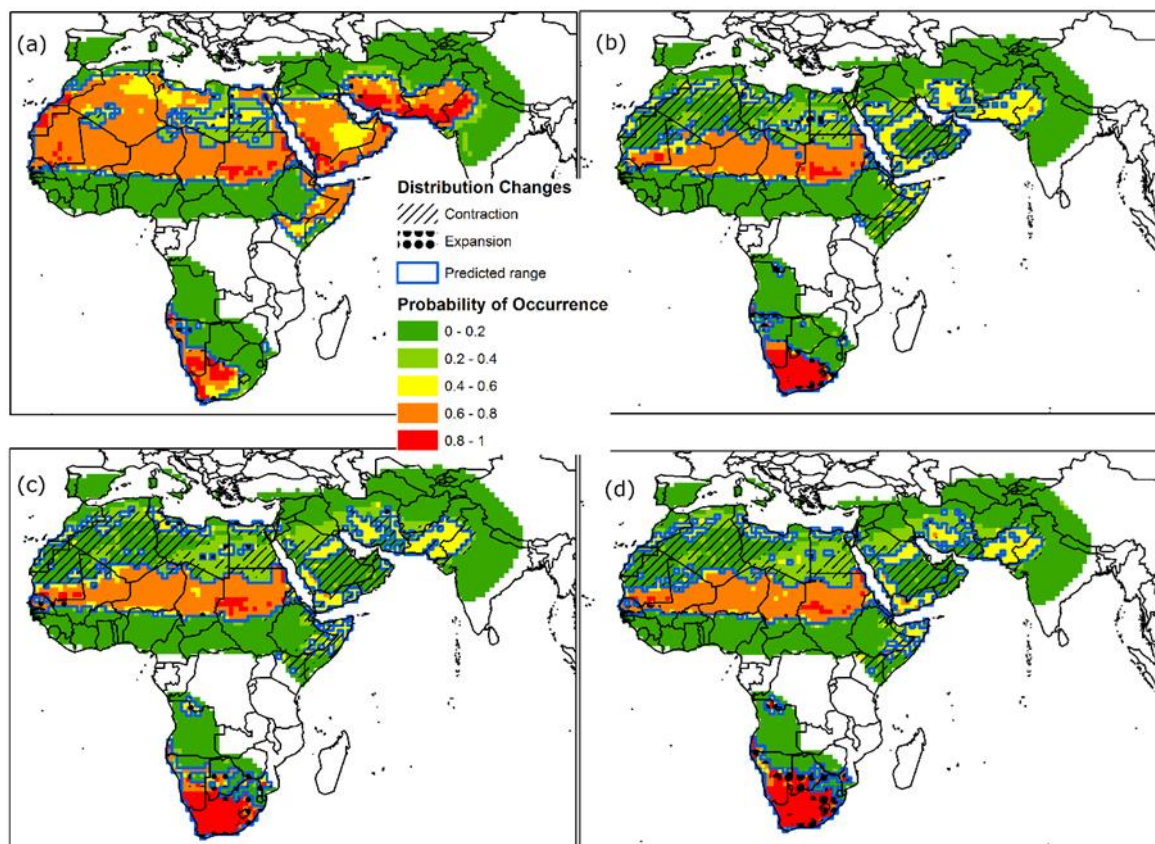 (a)
(b)
Distribution Changes
Contraction
Expansion
Predicted range
Probability of Occurrence
0 - 0.2
0.2 - 0.4
0.4 - 0.6
0.6 - 0.8
0.8 - 1
(c)
(d)